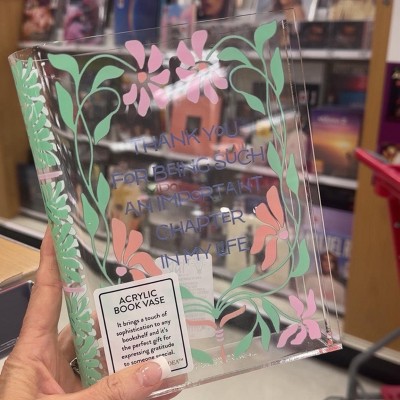 THANK YOU
FOR BEING SUCH
AN IMPORTANT
CHAPTER
IN MY LIFE
ACRYLIC
BOOK VASE
It brings a touch of
sophistication to any
bookshelf and it's
the perfect gift for
expressing gratitude
to someone special.